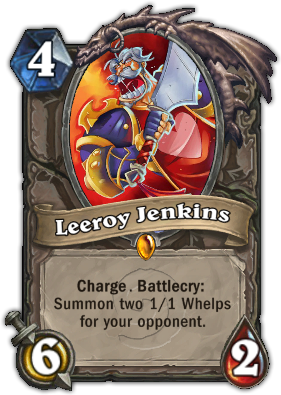 4
Leeroy Jenkins
Charge. Battlecry:
Summon two 1/1 Whelps
for your opponent.
6
2